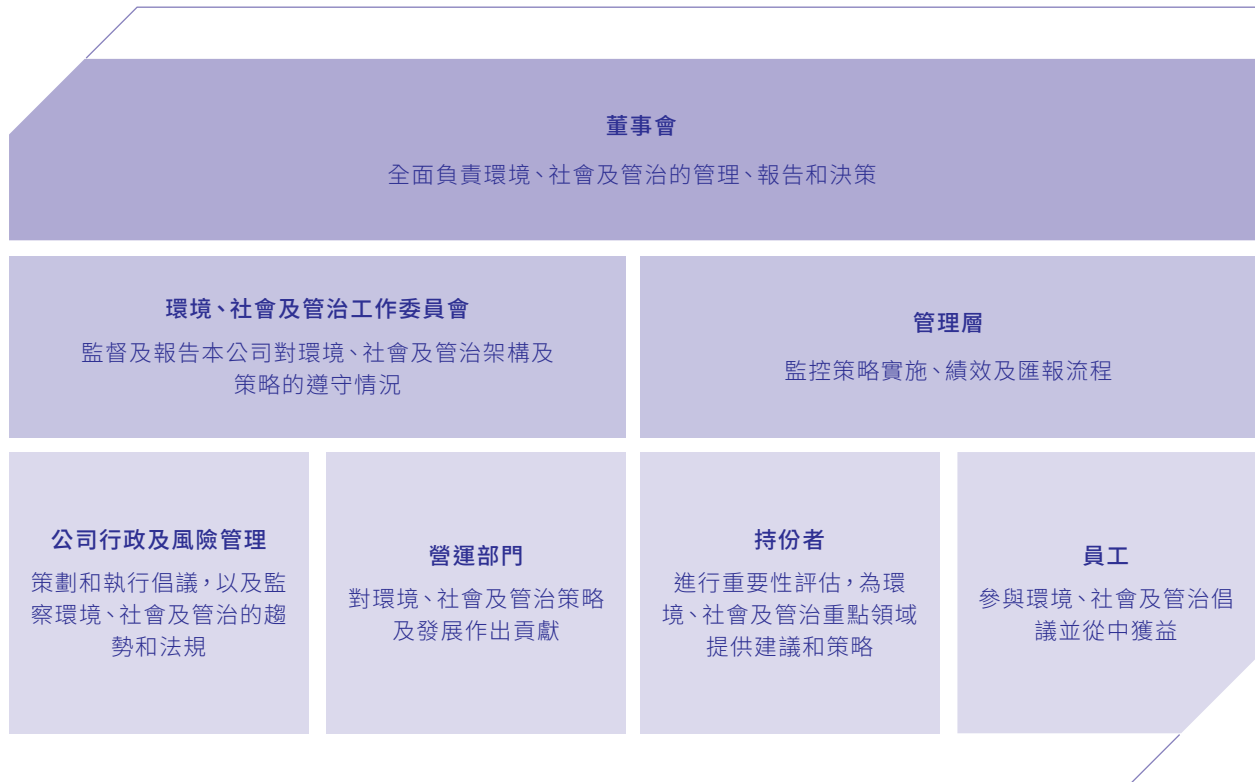 董事會
全面負責環境、社會及管治的管理、報告和決策
環境、社會及管治工作委員會
監督及報告本公司對環境、社會及管治架構及
策略的遵守情況
管理層
監控策略實施、績效及匯報流程
公司行政及風險管理
策劃和執行倡議，以及監
察環境、社會及管治的趨
勢和法規
營運部門
對環境、社會及管治策略
及發展作出貢獻
持份者
進行重要性評估，為環
境、社會及管治重點領域
提供建議和策略
員工
參與環境、社會及管治倡
議並從中獲益